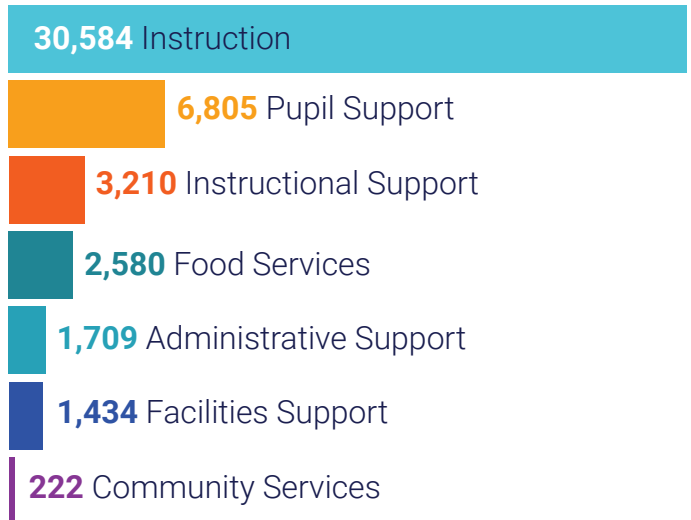 30,584 Instruction
6,805 Pupil Support
3,210 Instructional Support
2,580 Food Services
1,709 Administrative Support
1,434 Facilities Support
222 Community Services